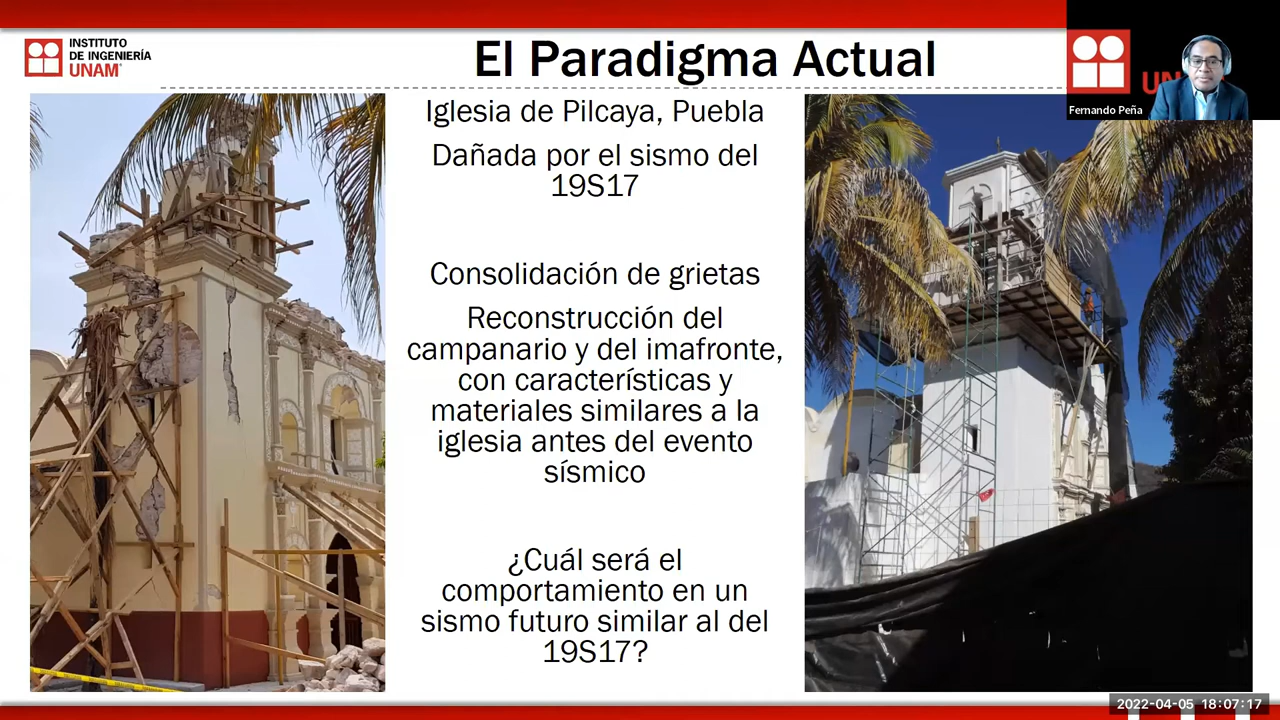 INSTITUTO
DE INGENIERÍA
UNAM
El Paradigma Actual
Fernando Peña
Iglesia de Pilcaya, Puebla
Dañada por el sismo del
19S17
Consolidación de grietas
Reconstrucción del
campanario y del imafronte,
con características y
materiales similares a la
iglesia antes del evento
sísmico
¿Cuál será el
comportamiento en un
sismo futuro similar al del
19S17?
2022-04-05 18:07:17